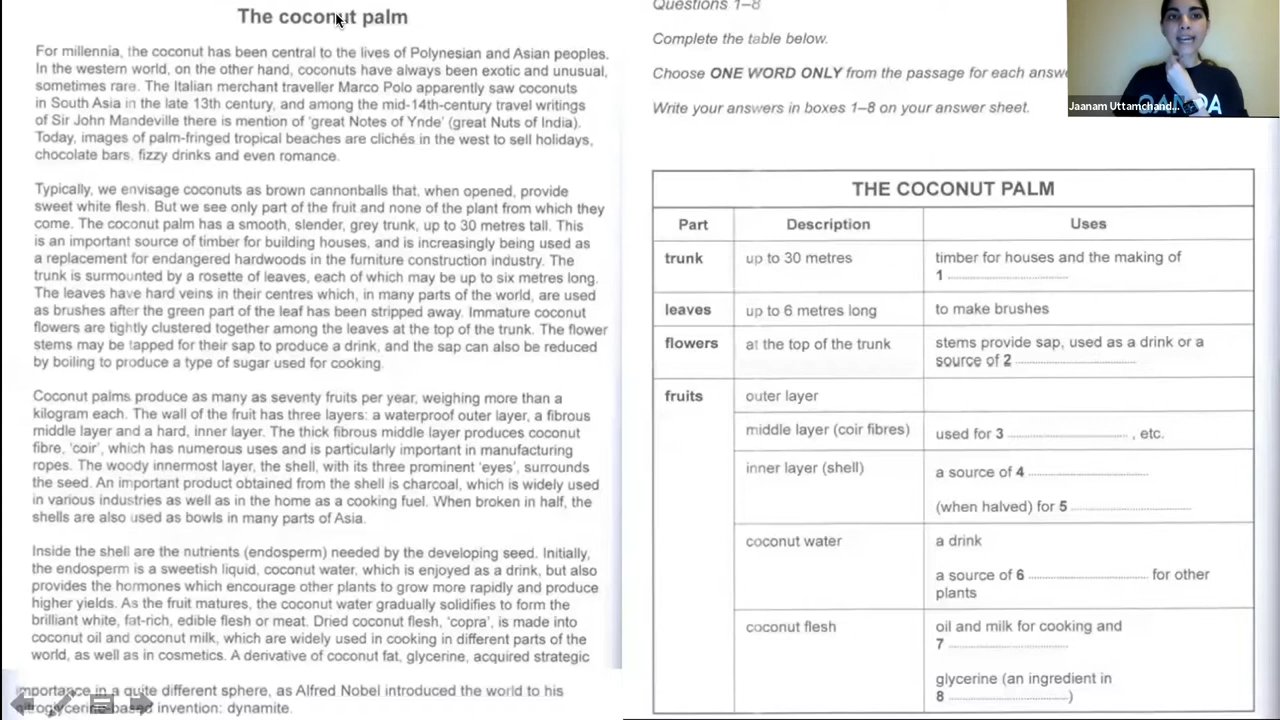 The coconut palm
For millennia, the coconut has been central to the lives of Polynesian and Asian peoples.
In the western world, on the other hand, coconuts have always been exotic and unusual,
sometimes rare. The Italian merchant traveller Marco Polo apparently saw coconuts
in South Asia in the late 13th century, and among the mid-14th-century travel writings
of Sir John Mandeville there is mention of 'great Notes of Ynde' (great Nuts of India).
Today, images of palm-fringed tropical beaches are clichés in the west to sell holidays,
chocolate bars, fizzy drinks and even romance.
Typically, we envisage coconuts as brown cannonballs that, when opened, provide
sweet white flesh. But we see only part of the fruit and none of the plant from which they
come. The coconut palm has a smooth, slender, grey trunk, up to 30 metres tall. This
is an important source of timber for building houses, and is increasingly being used as
a replacement for endangered hardwoods in the furniture construction industry. The
trunk is surmounted by a rosette of leaves, each of which may be up to six metres long.
The leaves have hard veins in their centres which, in many parts of the world, are used
as brushes after the green part of the leaf has been stripped away. Immature coconut
flowers are tightly clustered together among the leaves at the top of the trunk. The flower
stems may be tapped for their sap to produce a drink, and the sap can also be reduced
by boiling to produce a type of sugar used for cooking.
Coconut palms produce as many as seventy fruits per year, weighing more than a
kilogram each. The wall of the fruit has three layers: a waterproof outer layer, a fibrous
middle layer and a hard, inner layer. The thick fibrous middle layer produces coconut
fibre, 'coir', which has numerous uses and is particularly important in manufacturing
ropes. The woody innermost layer, the shell, with its three prominent 'eyes', surrounds
the seed. An important product obtained from the shell is charcoal, which is widely used
in various industries as well as in the home as a cooking fuel. When broken in half, the
shells are also used as bowls in many parts of Asia.
Inside the shell are the nutrients (endosperm) needed by the developing seed. Initially,
the endosperm is a sweetish liquid, coconut water, which is enjoyed as a drink, but also
provides the hormones which encourage other plants to grow more rapidly and produce
higher yields. As the fruit matures, the coconut water gradually solidifies to form the
brilliant white, fat-rich, edible flesh or meat. Dried coconut flesh, 'copra', is made into
coconut oil and coconut milk, which are widely used in cooking in different parts of the
world, as well as in cosmetics. A derivative of coconut fat, glycerine, acquired strategic
importance in a quite different sphere, as Alfred Nobel introduced the world to his
nitroglycerine-based invention: dynamite.
Questions 1–8
Complete the table below.
Choose ONE WORD ONLY from the passage for each answe
Write your answers in boxes 1–8 on your answer sheet.
Jaanam Uttamchand...
THE COCONUT PALM
Part Description Uses
trunk up to 30 metres timber for houses and the making of
1
leaves up to 6 metres long to make brushes
flowers at the top of the trunk stems provide sap, used as a drink or a
source of 2
fruits outer layer
middle layer (coir fibres) used for 3 , etc.
inner layer (shell) a source of 4
(when halved) for 5
coconut water a drink
a source of 6 for other
plants
coconut flesh oil and milk for cooking and
7
glycerine (an ingredient in
8 )